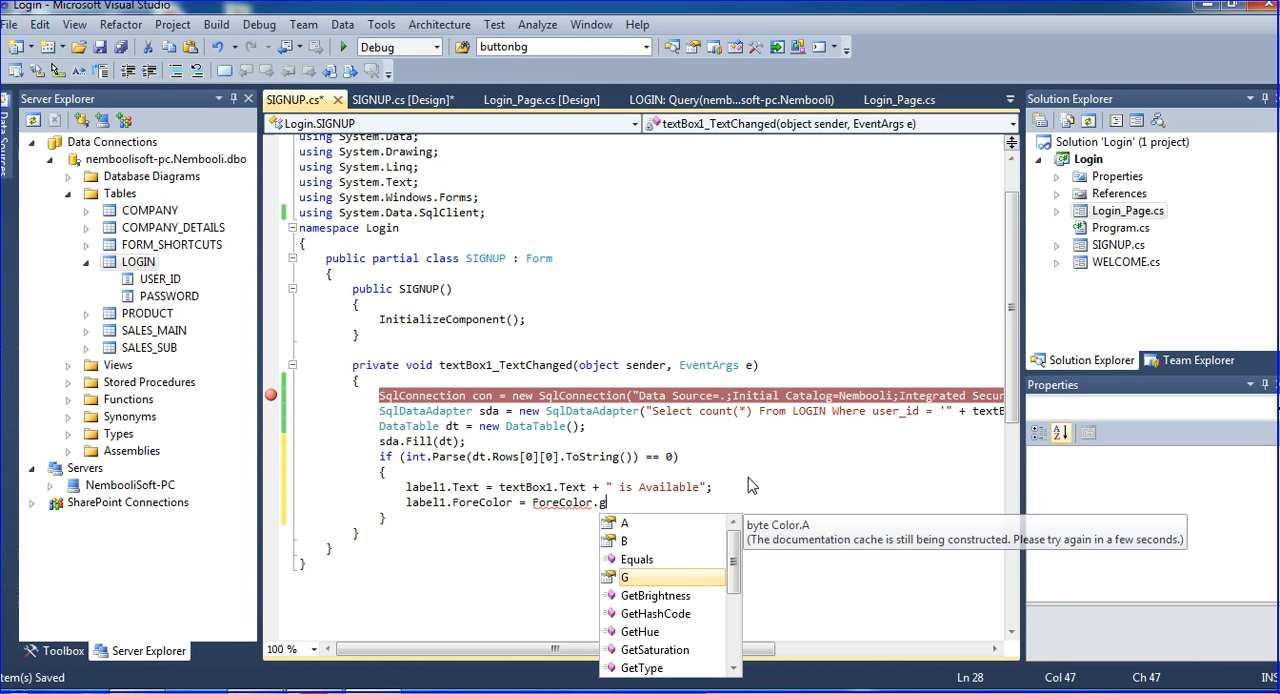 Login - Microsoft Visual Studio
File Edit View Refactor Project Build Debug Team Data Tools Architecture Test Analyze Window Help
Debug
buttonbg
Server Explorer
Data Connections
nemboolisoft-pc.Nembooli.dbo
Database Diagrams
Tables
COMPANY
COMPANY_DETAILS
FORM_SHORTCUTS
LOGIN
USER_ID
PASSWORD
PRODUCT
SALES_MAIN
SALES_SUB
Views
Stored Procedures
Functions
Synonyms
Types
Assemblies
Servers
NembooliSoft-PC
SharePoint Connections
Toolbox Server Explorer
Data Sources
SIGNUP.cs* SIGNUP.cs [Design]* Login_Page.cs [Design] LOGIN: Query(nemb...soft-pc.Nembooli) Login_Page.cs
Login.SIGNUP textBox1_TextChanged(object sender, EventArgs e)
using System.Data;
using System.Drawing;
using System.Linq;
using System.Text;
using System.Windows.Forms;
using System.Data.SqlClient;
namespace Login
{
public partial class SIGNUP : Form
{
public SIGNUP()
{
InitializeComponent();
}
private void textBox1_TextChanged(object sender, EventArgs e)
{
SqlConnection con = new SqlConnection("Data Source=.;Initial Catalog=Nembooli;Integrated Secur
SqlDataAdapter sda = new SqlDataAdapter("Select count(*) From LOGIN Where user_id = '" + textB
DataTable dt = new DataTable();
sda.Fill(dt);
if (int.Parse(dt.Rows[0][0].ToString()) == 0)
{
label1.Text = textBox1.Text + " is Available";
label1.ForeColor = ForeColor.g
}
}
}
}
A
B
Equals
G
GetBrightness
GetHashCode
GetHue
GetSaturation
GetType
byte Color.A
(The documentation cache is still being constructed. Please try again in a few seconds.)
100 %
Solution Explorer
Solution 'Login' (1 project)
Login
Properties
References
Login_Page.cs
Program.cs
SIGNUP.cs
WELCOME.cs
Solution Explorer Team Explorer
Properties
tem(s) Saved Ln 28 Col 47 Ch 47 INS